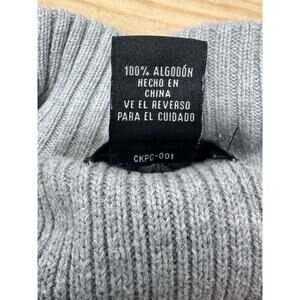 100% ALGODÓN
HECHO EN
CHINA
VE EL REVERSO
PARA EL CUIDADO
CKPC-001